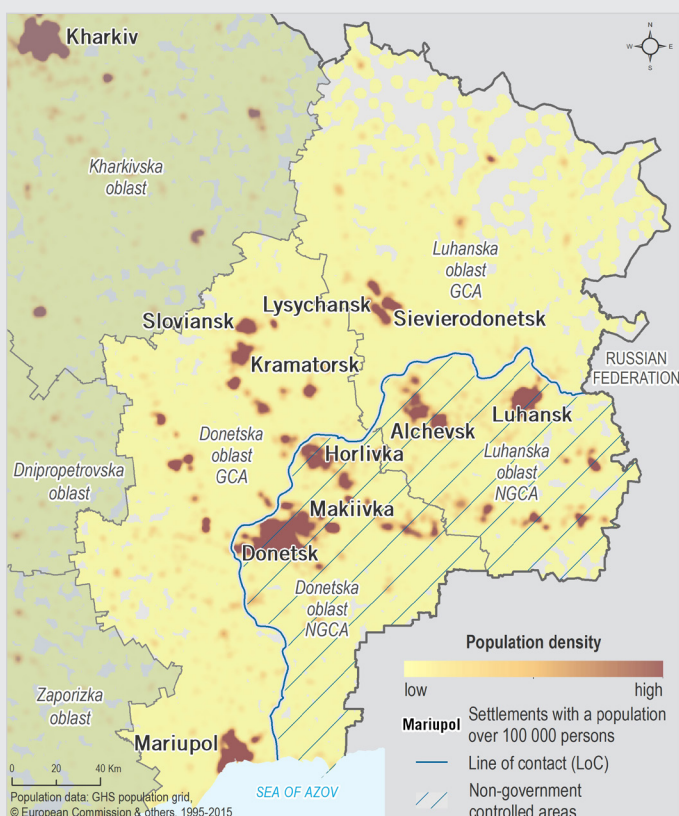 N
W
E
S
Kharkiv
Kharkivska
oblast
Luhanska
oblast
GCA
Lysychansk
Sloviansk
Sievierodonetsk
Kramatorsk
RUSSIAN
FEDERATION
Luhansk
Alchevsk
Donetska
oblast
GCA
Horlivka
Luhanska
oblast
NGCA
Dnipropetrovska
oblast
Makiivka
Donetsk
Donetska
oblast
NGCA
Population density
low
high
Zaporizka
oblast
Mariupol
Mariupol
Settlements with a population
over 100 000 persons
Line of contact (LoC)
Non-government
controlled areas
0 20 40 Km
SEA OF AZOV
Population data: GHS population grid,
© European Commission & others, 1995-2015